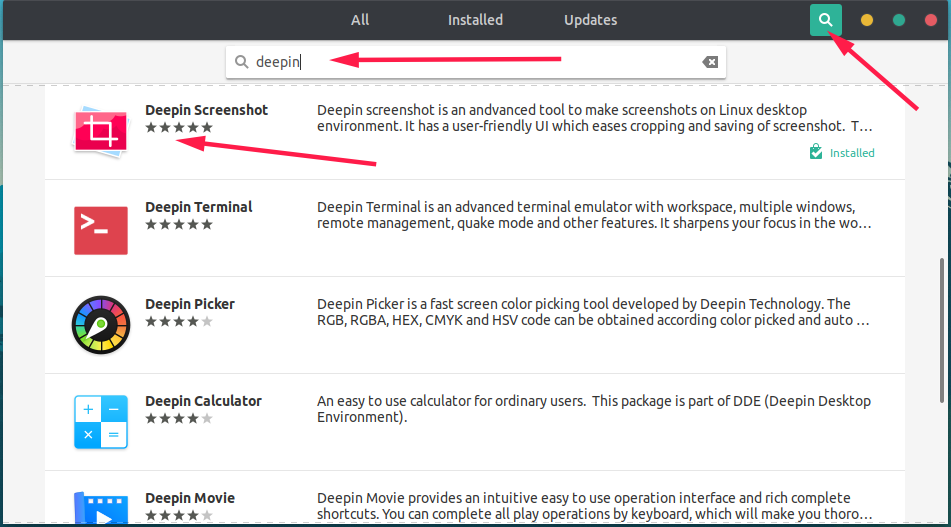 All Installed Updates
deepin
Deepin Screenshot
Deepin screenshot is an andvanced tool to make screenshots on Linux desktop
environment. It has a user-friendly UI which eases cropping and saving of screenshot. T...
Installed
Deepin Terminal
Deepin Terminal is an advanced terminal emulator with workspace, multiple windows,
remote management, quake mode and other features. It sharpens your focus in the wo...
Deepin Picker
Deepin Picker is a fast screen color picking tool developed by Deepin Technology. The
RGB, RGBA, HEX, CMYK and HSV code can be obtained according color picked and auto ...
Deepin Calculator
An easy to use calculator for ordinary users. This package is part of DDE (Deepin Desktop
Environment).
Deepin Movie
Deepin Movie provides an intuitive easy to use operation interface and rich complete
shortcuts. You can complete all play operations by keyboard, which will make you thoro...